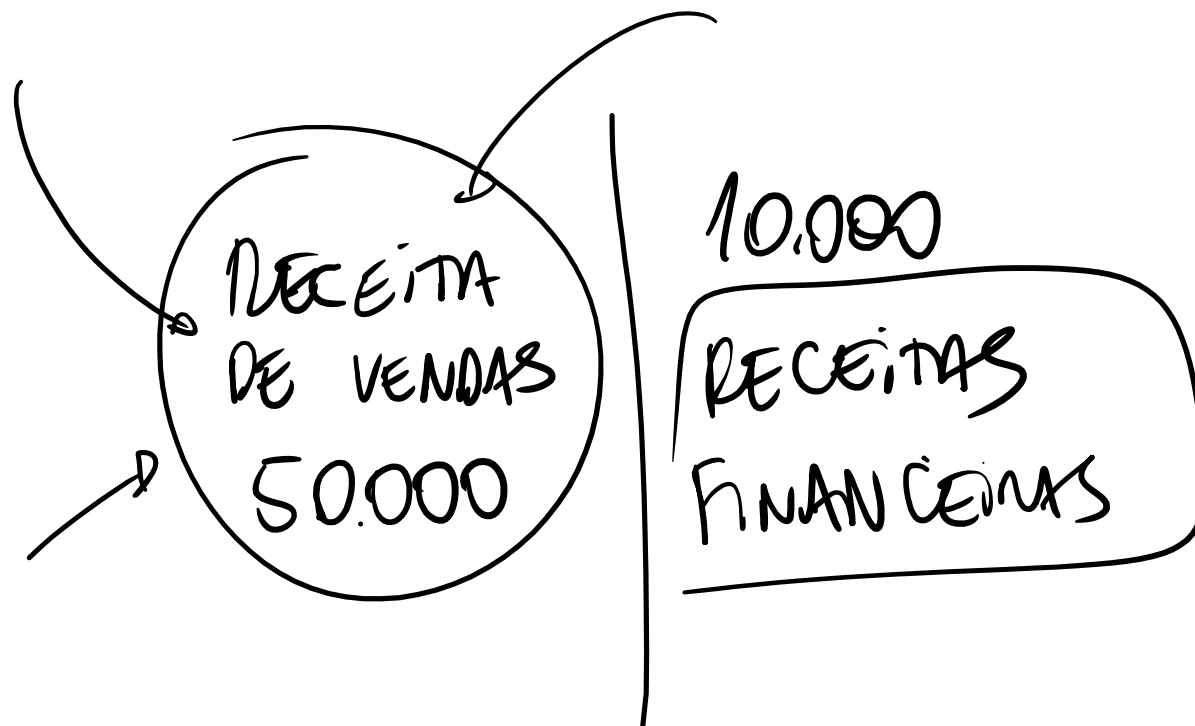 RECEITA
DE VENDAS
50.000
10.000
RECEITAS
FINANCEIRAS